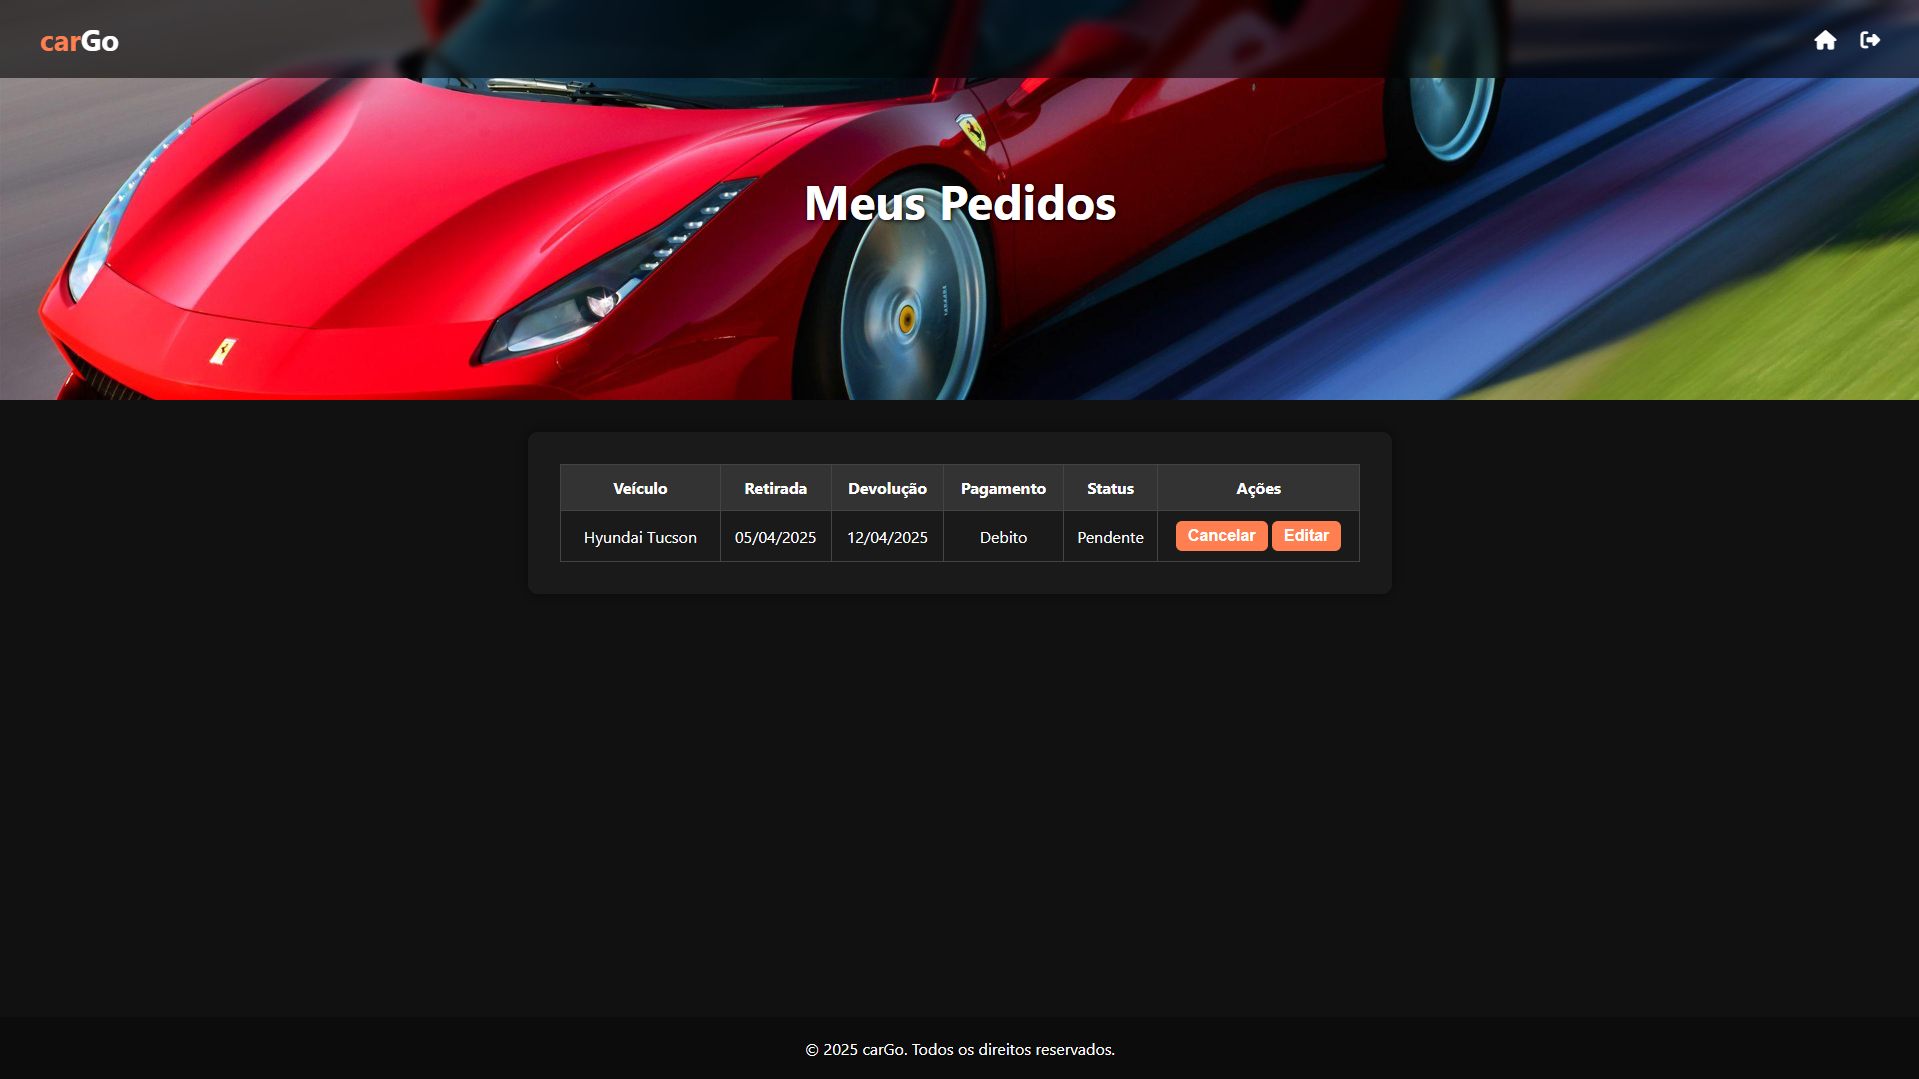 carGo
Meus Pedidos
Veículo Retirada Devolução Pagamento Status Ações
Hyundai Tucson 05/04/2025 12/04/2025 Debito Pendente Cancelar Editar
© 2025 carGo. Todos os direitos reservados.